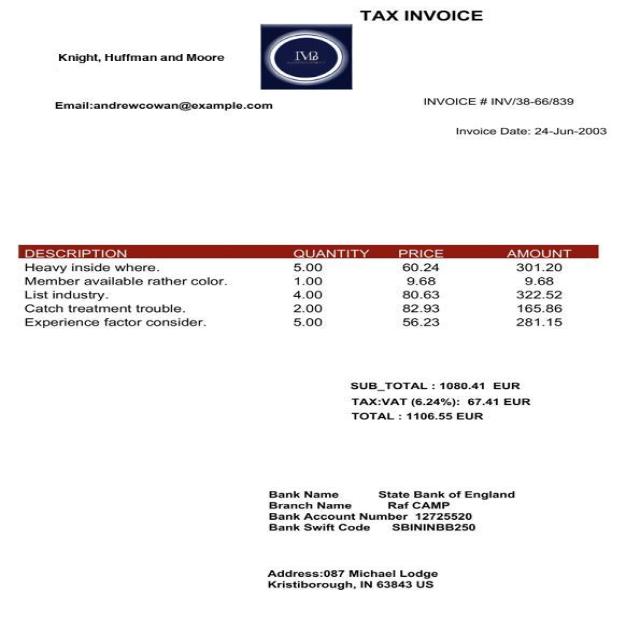 TAX INVOICE
Knight, Huffman and Moore
IMB
Email:andrewcowan@example.com
INVOICE # INV/38-66/839
Invoice Date: 24-Jun-2003
DESCRIPTION QUANTITY PRICE AMOUNT
Heavy inside where. 5.00 60.24 301.20
Member available rather color. 1.00 9.68 9.68
List industry. 4.00 80.63 322.52
Catch treatment trouble. 2.00 82.93 165.86
Experience factor consider. 5.00 56.23 281.15
SUB_TOTAL : 1080.41 EUR
TAX:VAT (6.24%): 67.41 EUR
TOTAL : 1106.55 EUR
Bank Name State Bank of England
Branch Name Raf CAMP
Bank Account Number 12725520
Bank Swift Code SBININBB250
Address:087 Michael Lodge
Kristiborough, IN 63843 US